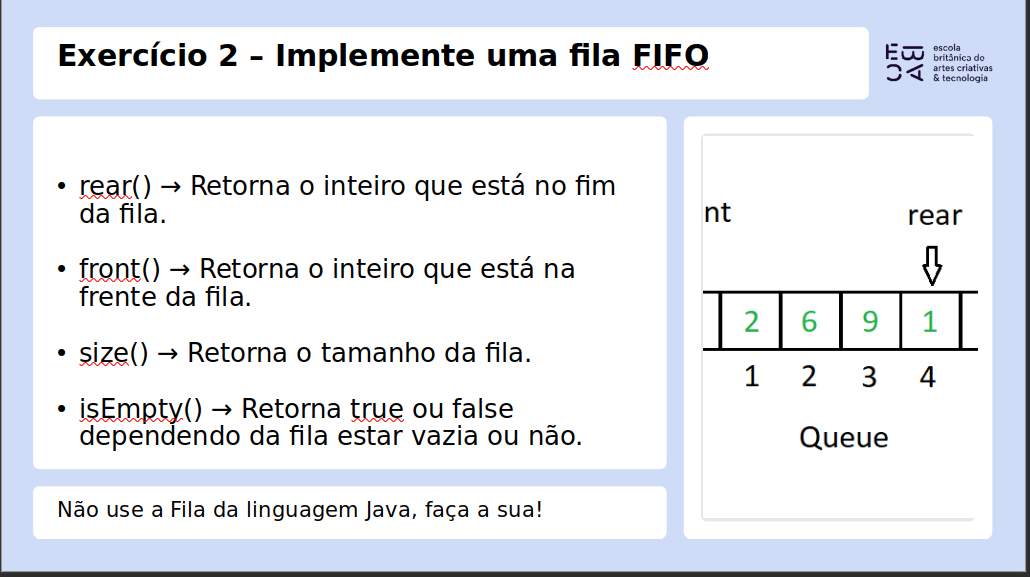 Exercício 2 – Implemente uma fila FIFO
escola
britânica de
artes criativas
& tecnologia
• rear() → Retorna o inteiro que está no fim
da fila.
• front() → Retorna o inteiro que está na
frente da fila.
• size() → Retorna o tamanho da fila.
• isEmpty() → Retorna true ou false
dependendo da fila estar vazia ou não.
Não use a Fila da linguagem Java, faça a sua!
nt rear
2 6 9 1
1 2 3 4
Queue